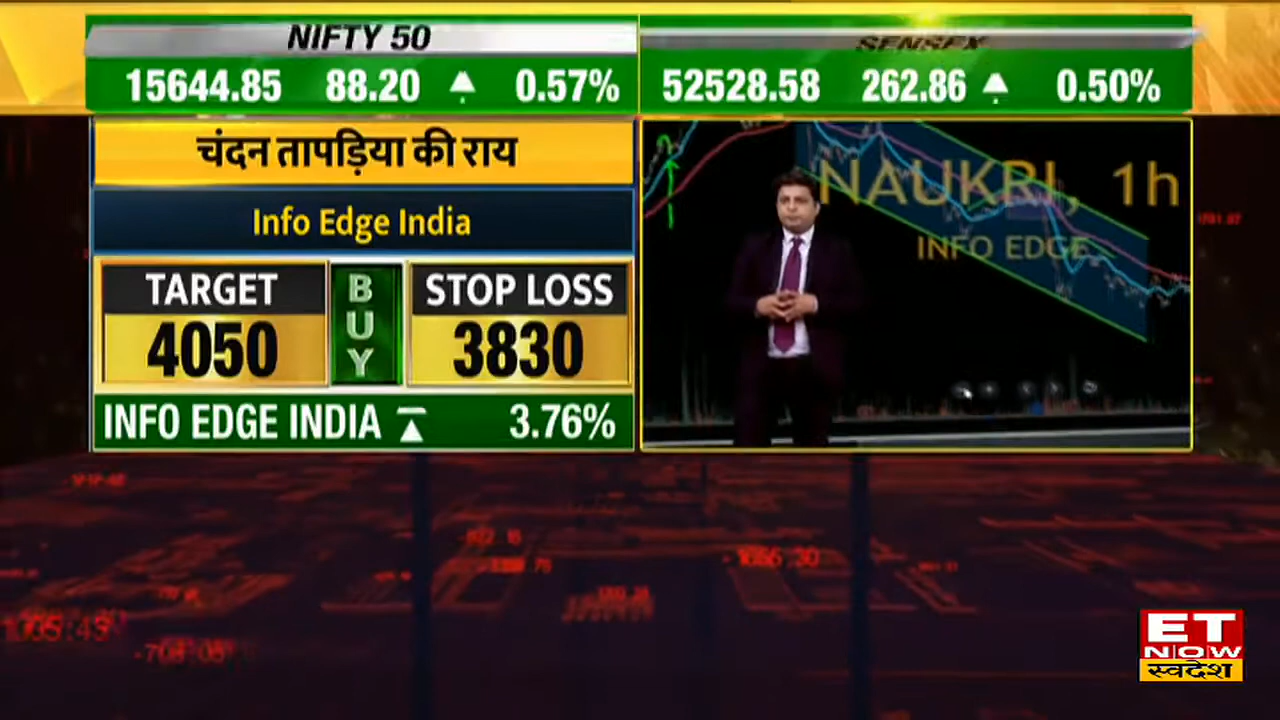 NIFTY 50
15644.85 88.20 0.57%
SENSEX
52528.58 262.86 0.50%
चंदन तापड़िया की राय
Info Edge India
TARGET
4050
BUY
STOP LOSS
3830
INFO EDGE INDIA 3.76%
NAUKRI, 1h
INFO EDGE
ET
NOW
स्वदेश